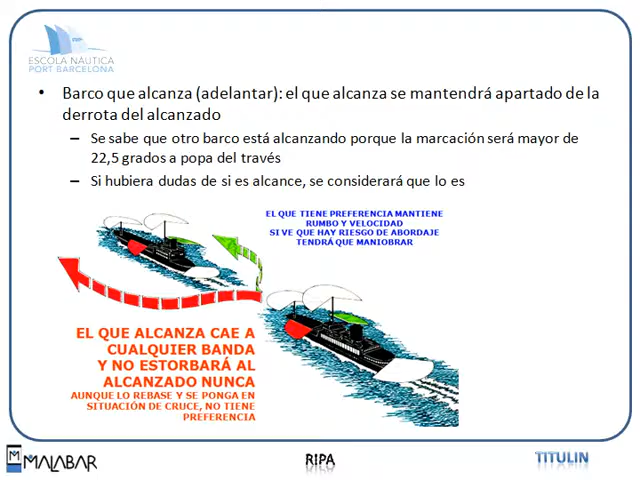 ESCOLA NÁUTICA
PORT BARCELONA
• Barco que alcanza (adelantar): el que alcanza se mantendrá apartado de la
derrota del alcanzado
– Se sabe que otro barco está alcanzando porque la marcación será mayor de
22,5 grados a popa del través
– Si hubiera dudas de si es alcance, se considerará que lo es
EL QUE TIENE PREFERENCIA MANTIENE
RUMBO Y VELOCIDAD
SI VE QUE HAY RIESGO DE ABORDAJE
TENDRÁ QUE MANIOBRAR
EL QUE ALCANZA CAE A
CUALQUIER BANDA
Y NO ESTORBARÁ AL
ALCANZADO NUNCA
AUNQUE LO REBASE Y SE PONGA EN
SITUACIÓN DE CRUCE, NO TIENE
PREFERENCIA
MALABAR
RIPA
TITULIN